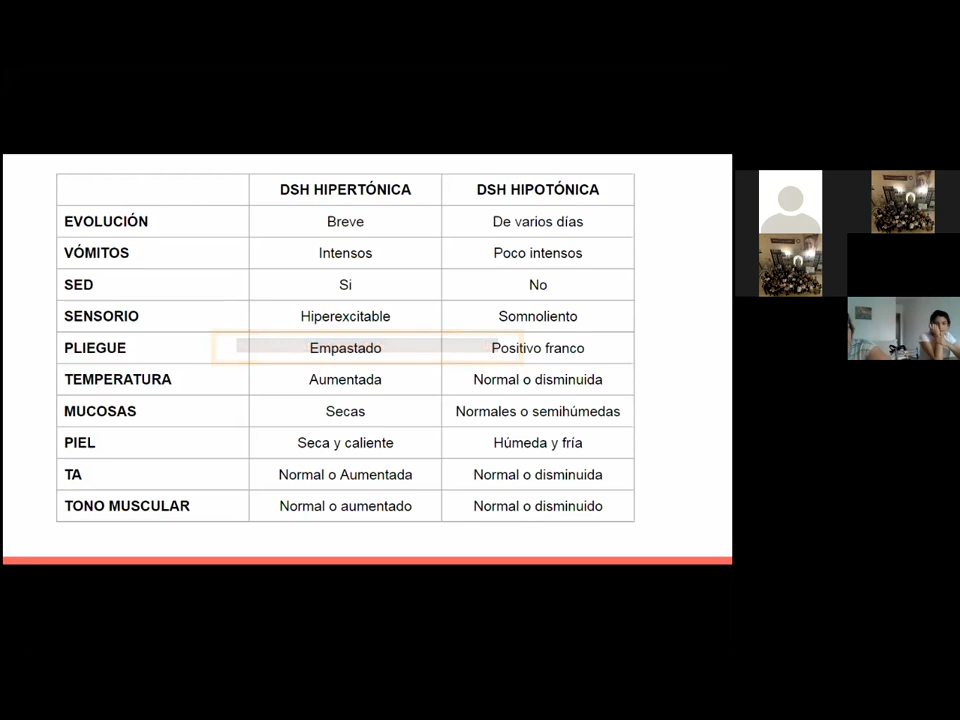 DSH HIPERTÓNICA DSH HIPOTÓNICA
EVOLUCIÓN Breve De varios días
VÓMITOS Intensos Poco intensos
SED Si No
SENSORIO Hiperexcitable Somnoliento
PLIEGUE Empastado Positivo franco
TEMPERATURA Aumentada Normal o disminuida
MUCOSAS Secas Normales o semihúmedas
PIEL Seca y caliente Húmeda y fría
TA Normal o Aumentada Normal o disminuida
TONO MUSCULAR Normal o aumentado Normal o disminuido